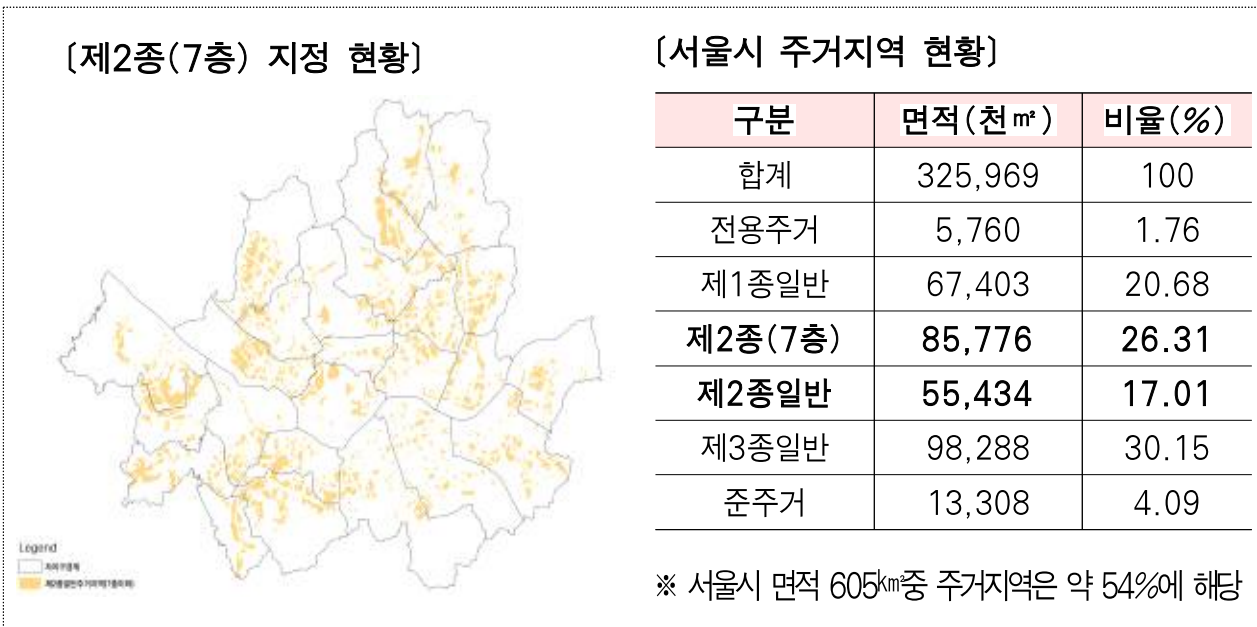 〔제2종(7층) 지정 현황〕
Legend
〔서울시 주거지역 현황〕
구분 면적(천㎡) 비율(%)
합계 325,969 100
전용주거 5,760 1.76
제1종일반 67,403 20.68
제2종(7층) 85,776 26.31
제2종일반 55,434 17.01
제3종일반 98,288 30.15
준주거 13,308 4.09
※ 서울시 면적 605㎢중 주거지역은 약 54%에 해당